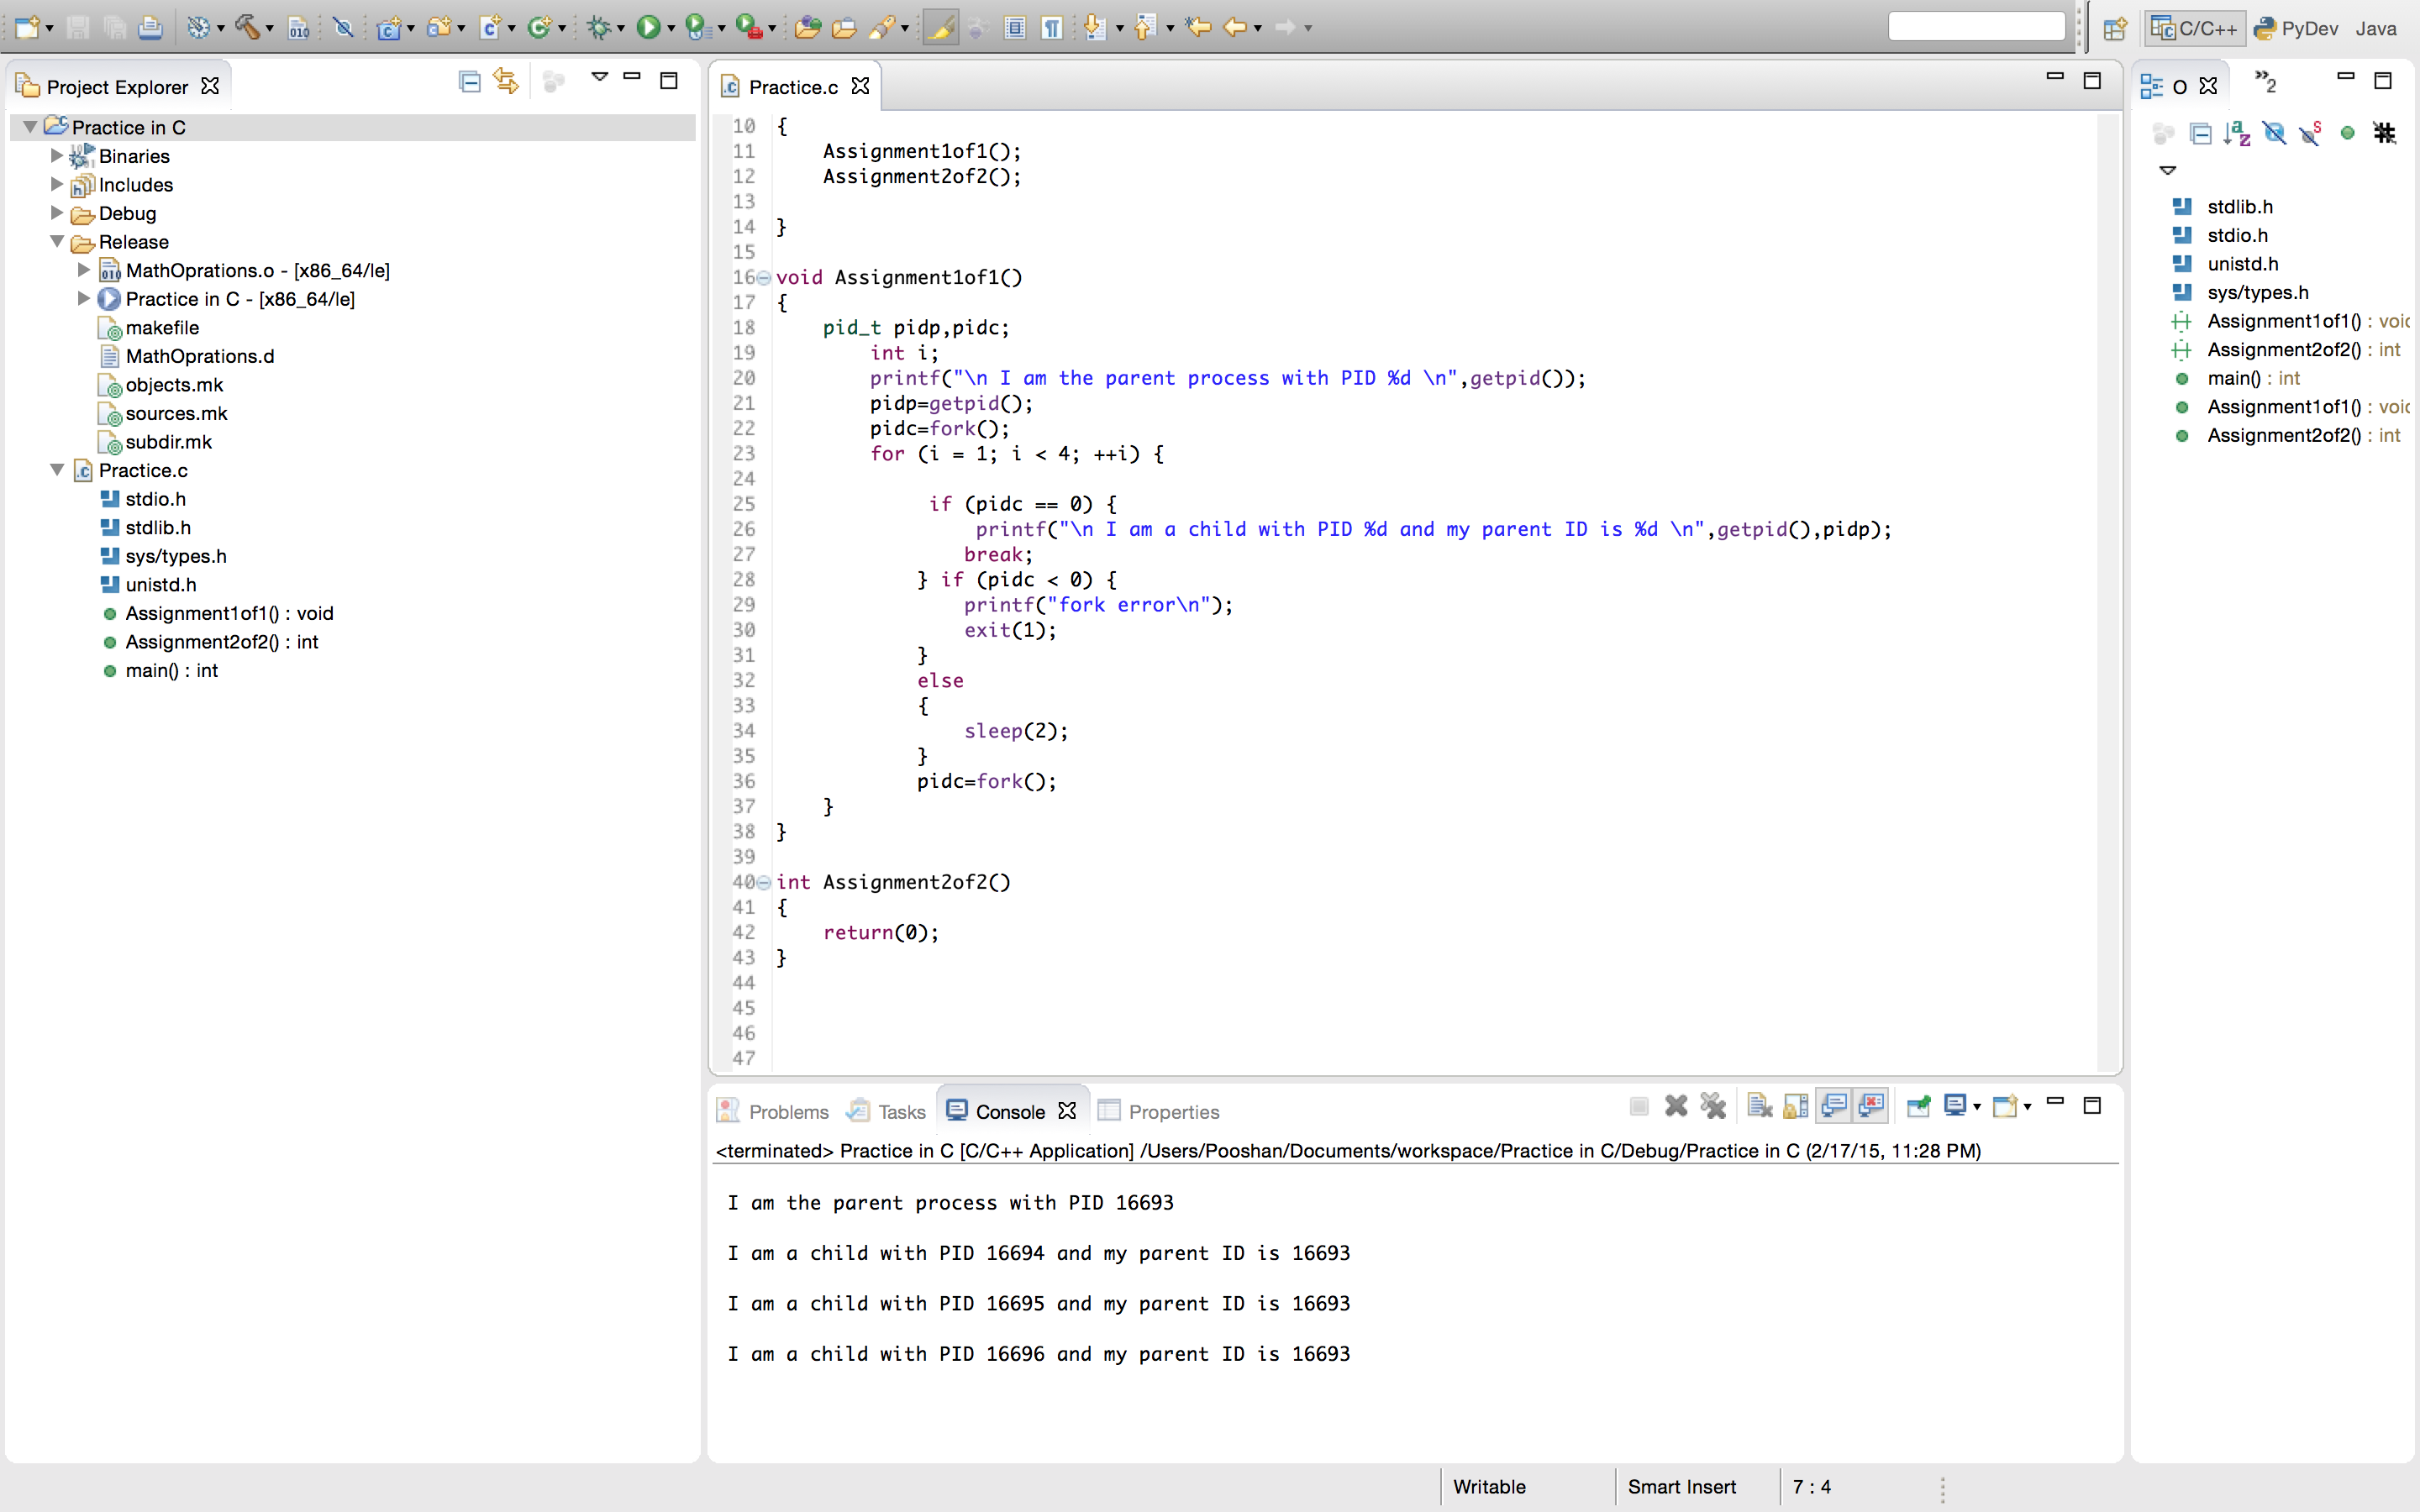 C/C++ PyDev Java
Project Explorer
Practice in C
Binaries
Includes
Debug
Release
MathOprations.o - [x86_64/le]
Practice in C - [x86_64/le]
makefile
MathOprations.d
objects.mk
sources.mk
subdir.mk
Practice.c
stdio.h
stdlib.h
sys/types.h
unistd.h
Assignment1of1() : void
Assignment2of2() : int
main() : int
Practice.c
10 {
11 Assignment1of1();
12 Assignment2of2();
13
14 }
15
16 void Assignment1of1()
17 {
18 pid_t pidp,pidc;
19 int i;
20 printf("\n I am the parent process with PID %d \n",getpid());
21 pidp=getpid();
22 pidc=fork();
23 for (i = 1; i < 4; ++i) {
24
25 if (pidc == 0) {
26 printf("\n I am a child with PID %d and my parent ID is %d \n",getpid(),pidp);
27 break;
28 } if (pidc < 0) {
29 printf("fork error\n");
30 exit(1);
31 }
32 else
33 {
34 sleep(2);
35 }
36 pidc=fork();
37 }
38 }
39
40 int Assignment2of2()
41 {
42 return(0);
43 }
44
45
46
47
Problems Tasks Console Properties
<terminated> Practice in C [C/C++ Application] /Users/Pooshan/Documents/workspace/Practice in C/Debug/Practice in C (2/17/15, 11:28 PM)
I am the parent process with PID 16693
I am a child with PID 16694 and my parent ID is 16693
I am a child with PID 16695 and my parent ID is 16693
I am a child with PID 16696 and my parent ID is 16693
O 2
stdlib.h
stdio.h
unistd.h
sys/types.h
Assignment1of1() : voi
Assignment2of2() : int
main() : int
Assignment1of1() : voi
Assignment2of2() : int
Writable Smart Insert 7 : 4